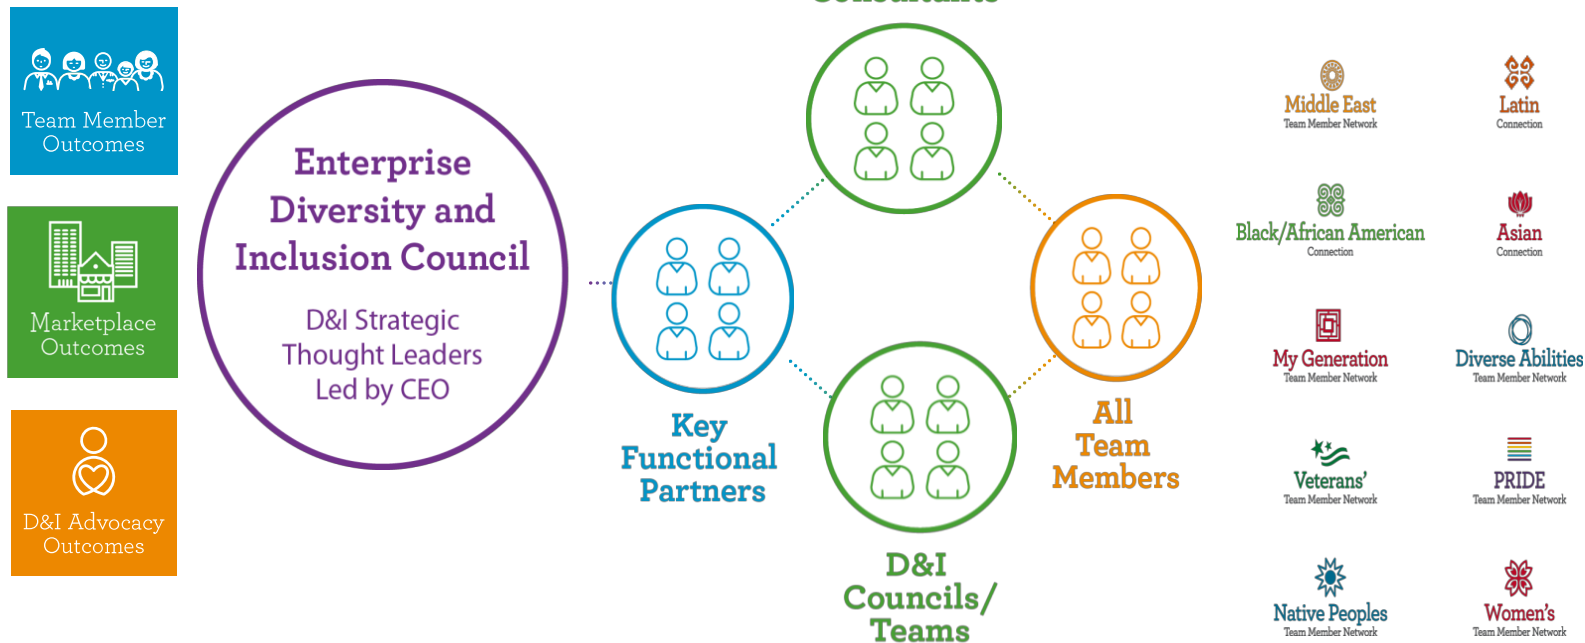 Team Member
Outcomes
Marketplace
Outcomes
D&I Advocacy
Outcomes
Enterprise
Diversity and
Inclusion Council
D&I Strategic
Thought Leaders
Led by CEO
Key
Functional
Partners
Consultants
D&I
Councils/
Teams
All
Team
Members
Middle East
Team Member Network
Latin
Connection
Black/African American
Connection
Asian
Connection
My Generation
Team Member Network
Diverse Abilities
Team Member Network
Veterans'
Team Member Network
PRIDE
Team Member Network
Native Peoples
Team Member Network
Women's
Team Member Network